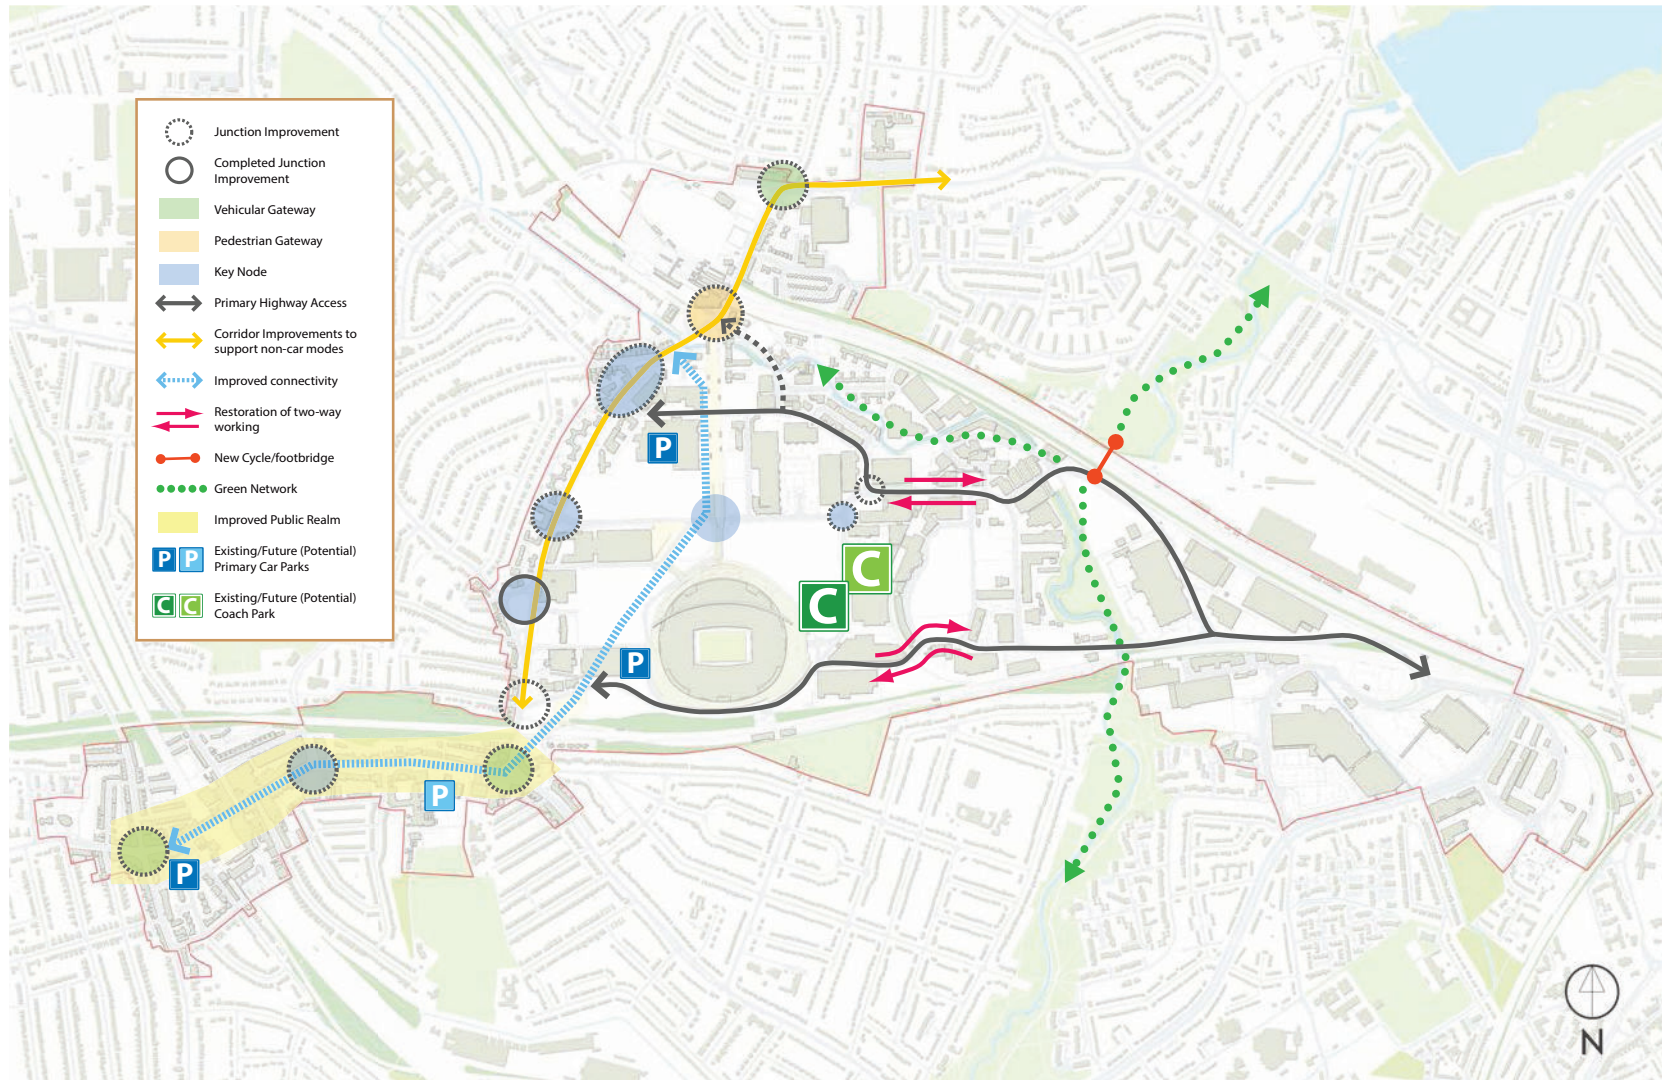 Junction Improvement
Completed Junction
Improvement
Vehicular Gateway
Pedestrian Gateway
Key Node
Primary Highway Access
Corridor Improvements to
support non-car modes
Improved connectivity
Restoration of two-way
working
New Cycle/footbridge
Green Network
Improved Public Realm
P P Existing/Future (Potential)
Primary Car Parks
C C Existing/Future (Potential)
Coach Park
P
C
C
P
P
P
N